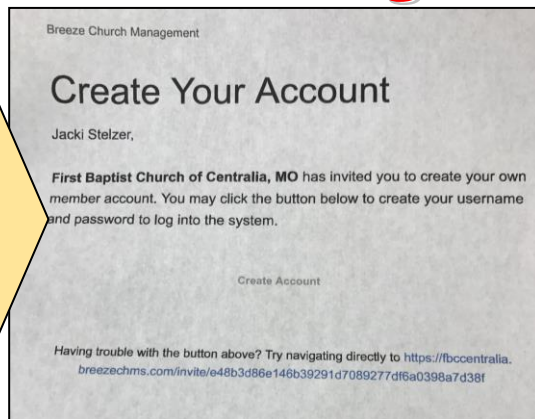 Breeze Church Management
Create Your Account
Jacki Stelzer,
First Baptist Church of Centralia, MO has invited you to create your own
member account. You may click the button below to create your username
and password to log into the system.
Create Account
Having trouble with the button above? Try navigating directly to https://fbccentralia.
breezechms.com/invite/e48b3d86e146b39291d7089277df6a0398a7d38f